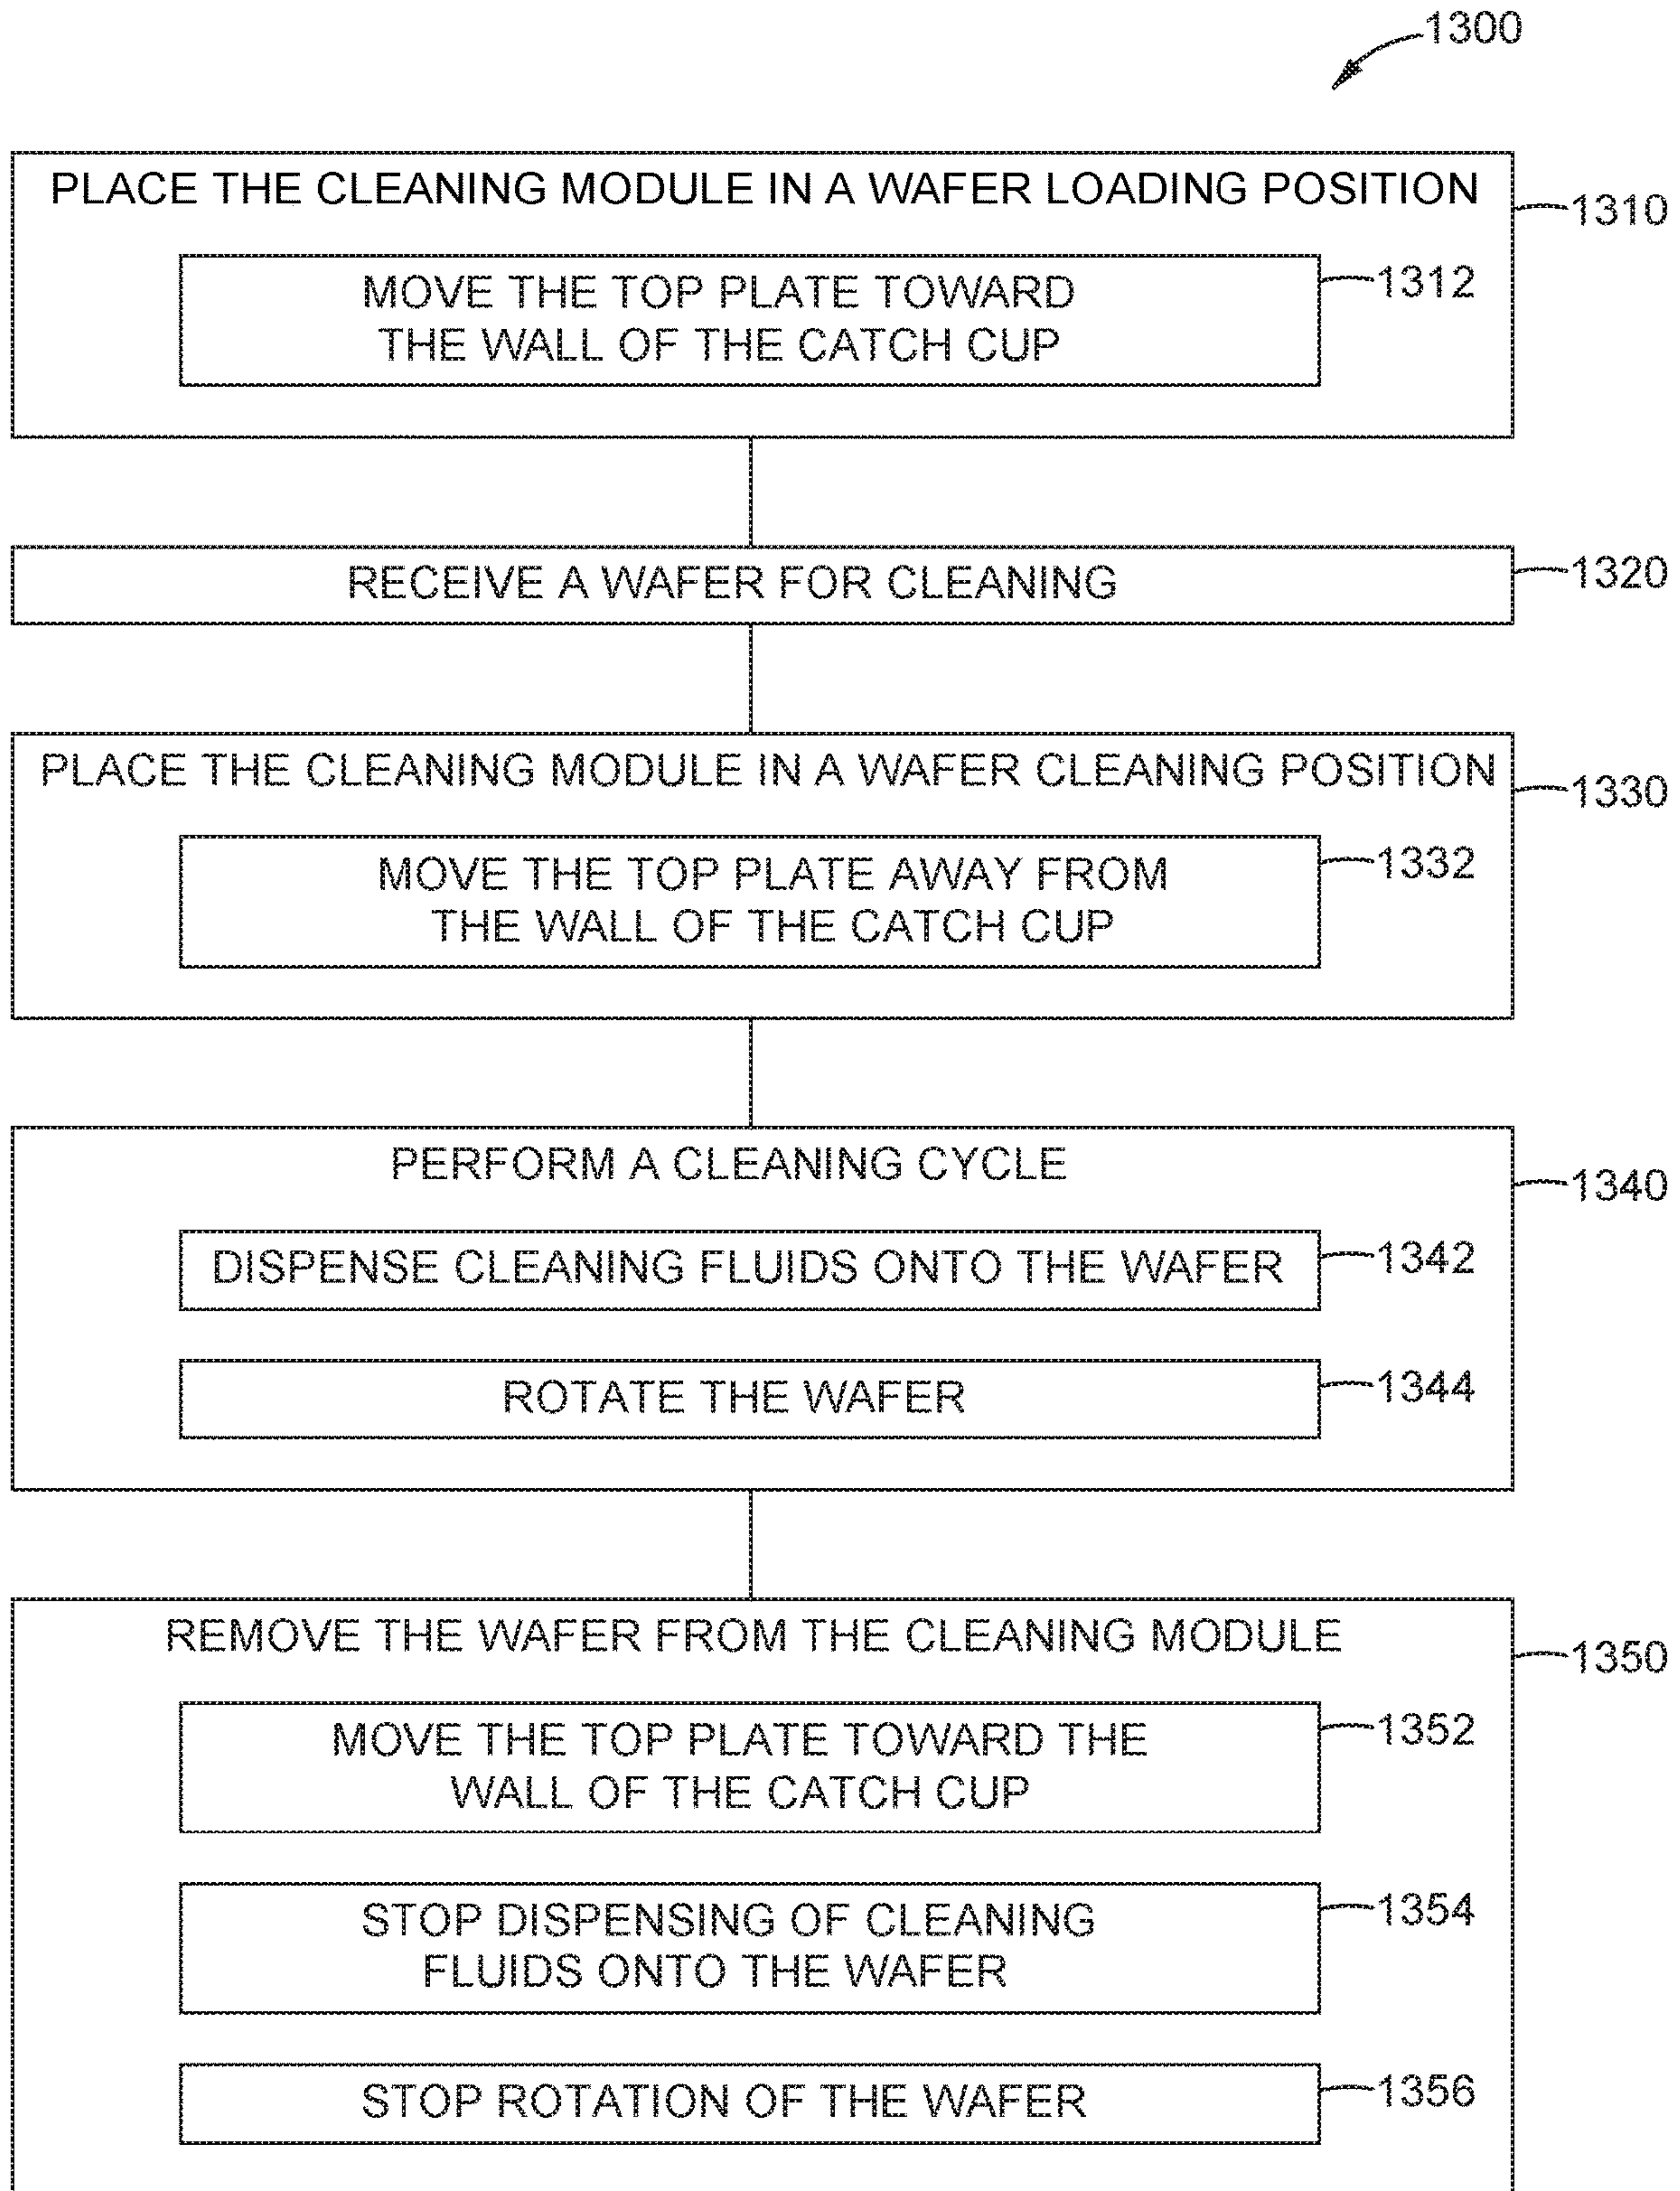 1300
PLACE THE CLEANING MODULE IN A WAFER LOADING POSITION
1310
MOVE THE TOP PLATE TOWARD
THE WALL OF THE CATCH CUP
1312
RECEIVE A WAFER FOR CLEANING
1320
PLACE THE CLEANING MODULE IN A WAFER CLEANING POSITION
1330
MOVE THE TOP PLATE AWAY FROM
THE WALL OF THE CATCH CUP
1332
PERFORM A CLEANING CYCLE
1340
DISPENSE CLEANING FLUIDS ONTO THE WAFER
1342
ROTATE THE WAFER
1344
REMOVE THE WAFER FROM THE CLEANING MODULE
1350
MOVE THE TOP PLATE TOWARD THE
WALL OF THE CATCH CUP
1352
STOP DISPENSING OF CLEANING
FLUIDS ONTO THE WAFER
1354
STOP ROTATION OF THE WAFER
1356